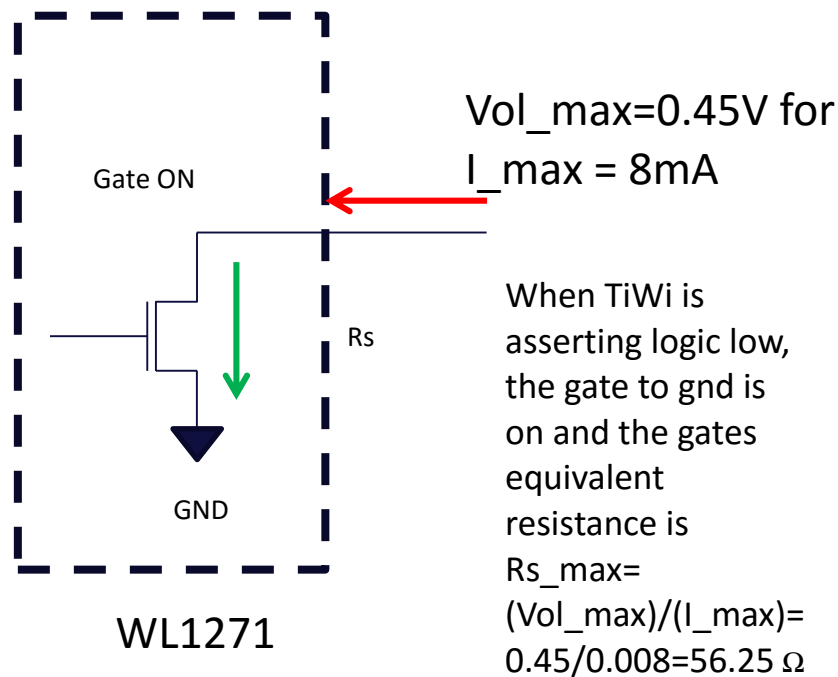 Vol_max=0.45V for
I_max = 8mA
Gate ON
Rs
GND
WL1271
When TiWi is
asserting logic low,
the gate to gnd is
on and the gates
equivalent
resistance is
Rs_max=
(Vol_max)/(I_max)=
0.45/0.008=56.25 Ω